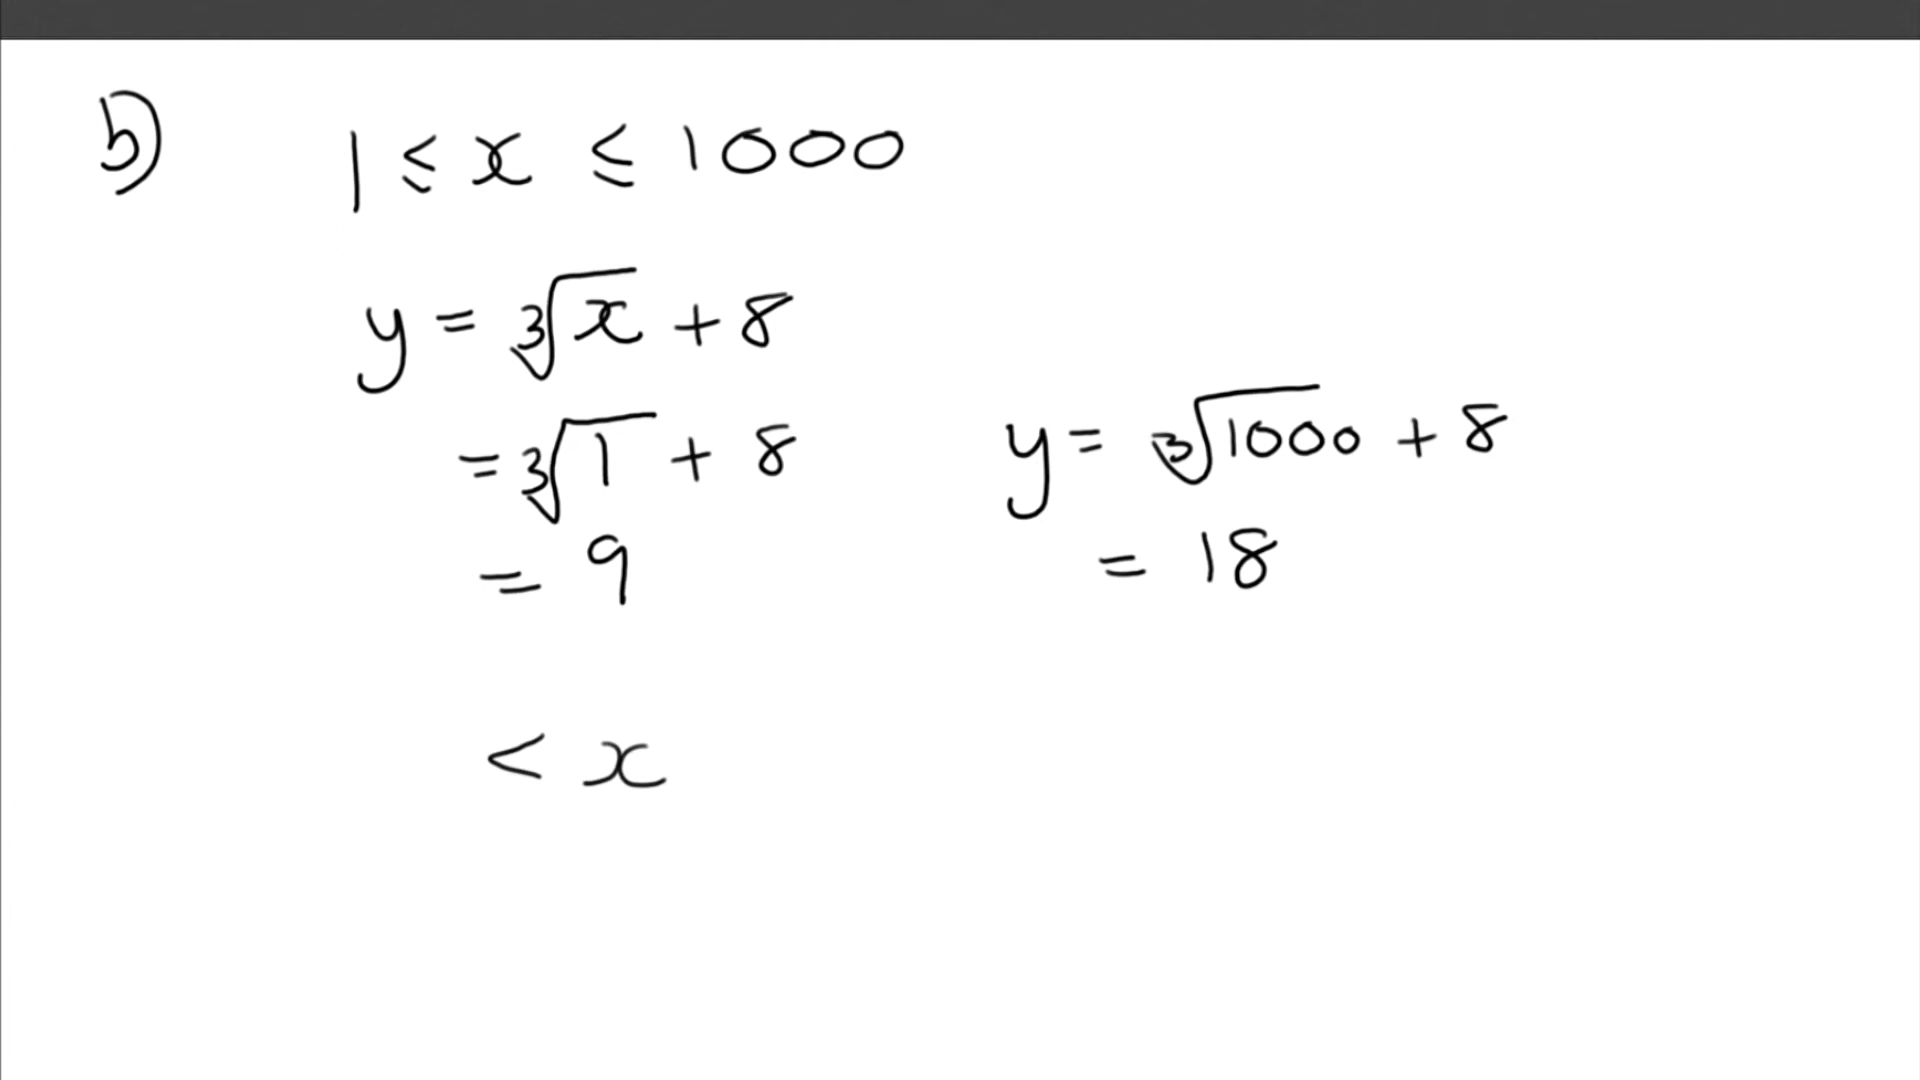 b) 1 ≤ x ≤ 1000
y = ∛x + 8
= ∛1 + 8
= 9
y = ∛1000 + 8
= 18
< x